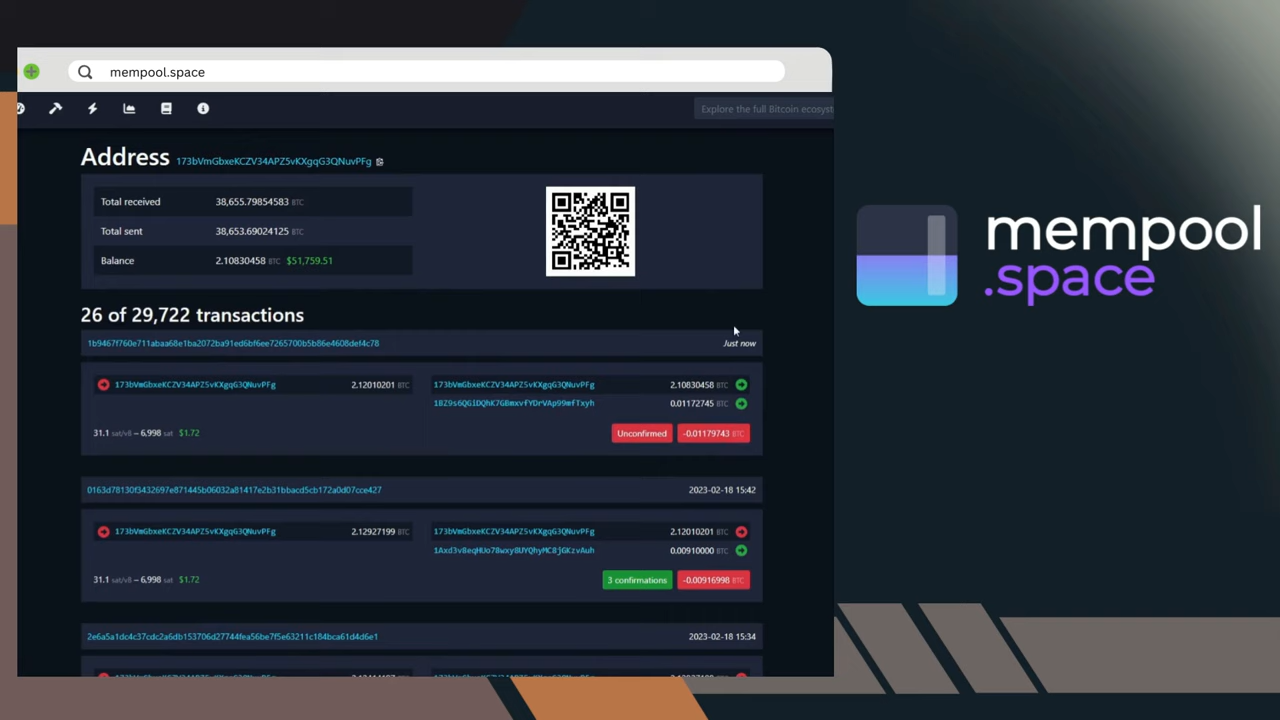 mempool.space
Explore the full Bitcoin ecosyst
Address 173bVmGbxeKCZV34APZ5vKXgqG3QNuvPFg
Total received 38,655.79854583 BTC
Total sent 38,653.69024125 BTC
Balance 2.10830458 BTC $51,759.51
26 of 29,722 transactions
1b9467f760e711abaa68e1ba2072ba91ed6bf6ee7265700b5b86e4608def4c78 Just now
173bVmGbxeKCZV34APZ5vKXgqG3QNuvPFg 2.12010201 BTC 173bVmGbxeKCZV34APZ5vKXgqG3QNuvPFg 2.10830458 BTC
1BZ9s6QG1DQhK7GBmxvfYDrVAp99mfTxyh 0.01172745 BTC
31.1 sat/vB – 6,998 sat $1.72 Unconfirmed -0.01179743 BTC
0163d78130f3432697e871445b06032a81417e2b31bbacd5cb172a0d07cce427 2023-02-18 15:42
173bVmGbxeKCZV34APZ5vKXgqG3QNuvPFg 2.12927199 BTC 173bVmGbxeKCZV34APZ5vKXgqG3QNuvPFg 2.12010201 BTC
1Axd3v8eqHUo78wxy8UYQhyMC8jGKzvAuh 0.00910000 BTC
31.1 sat/vB – 6,998 sat $1.72 3 confirmations -0.00916998 BTC
2e6a5a1dc4c37cdc2a6db153706d27744fea56be7f5e63211c184bca61d4d6e1 2023-02-18 15:34
mempool
.space